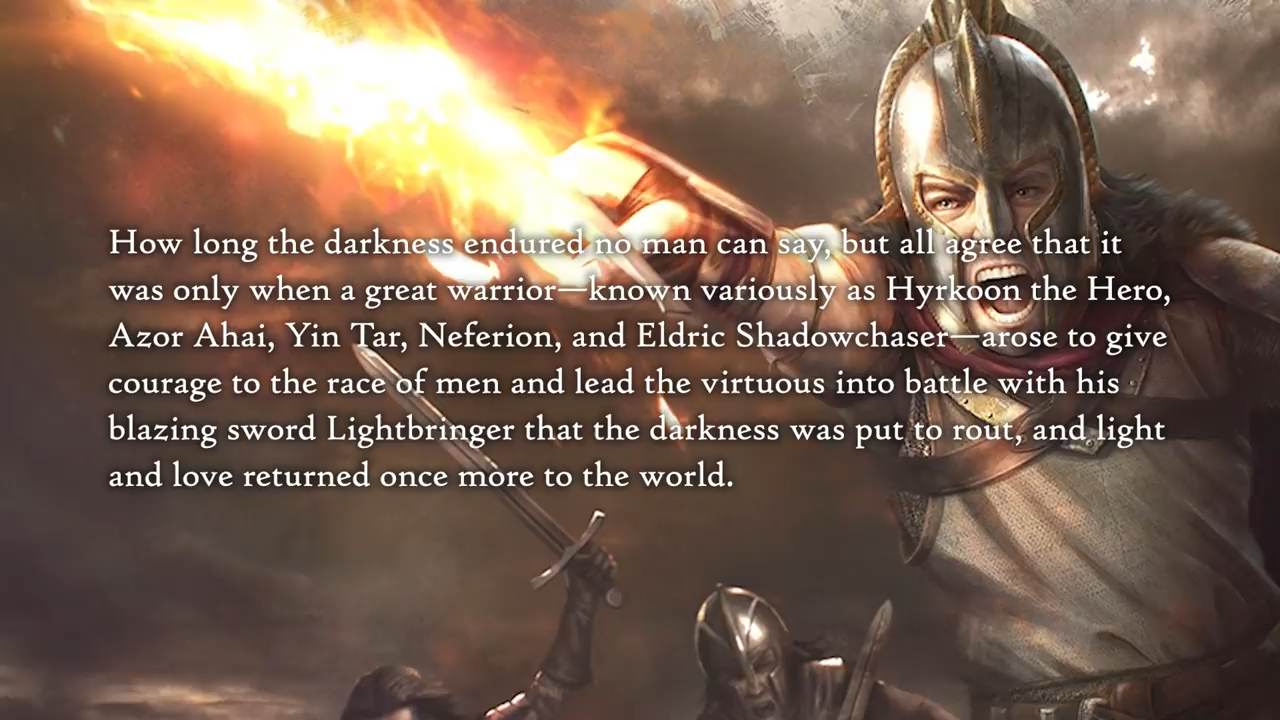 How long the darkness endured no man can say, but all agree that it
was only when a great warrior—known variously as Hyrkoon the Hero,
Azor Ahai, Yin Tar, Neferion, and Eldric Shadowchaser—arose to give
courage to the race of men and lead the virtuous into battle with his
blazing sword Lightbringer that the darkness was put to rout, and light
and love returned once more to the world.